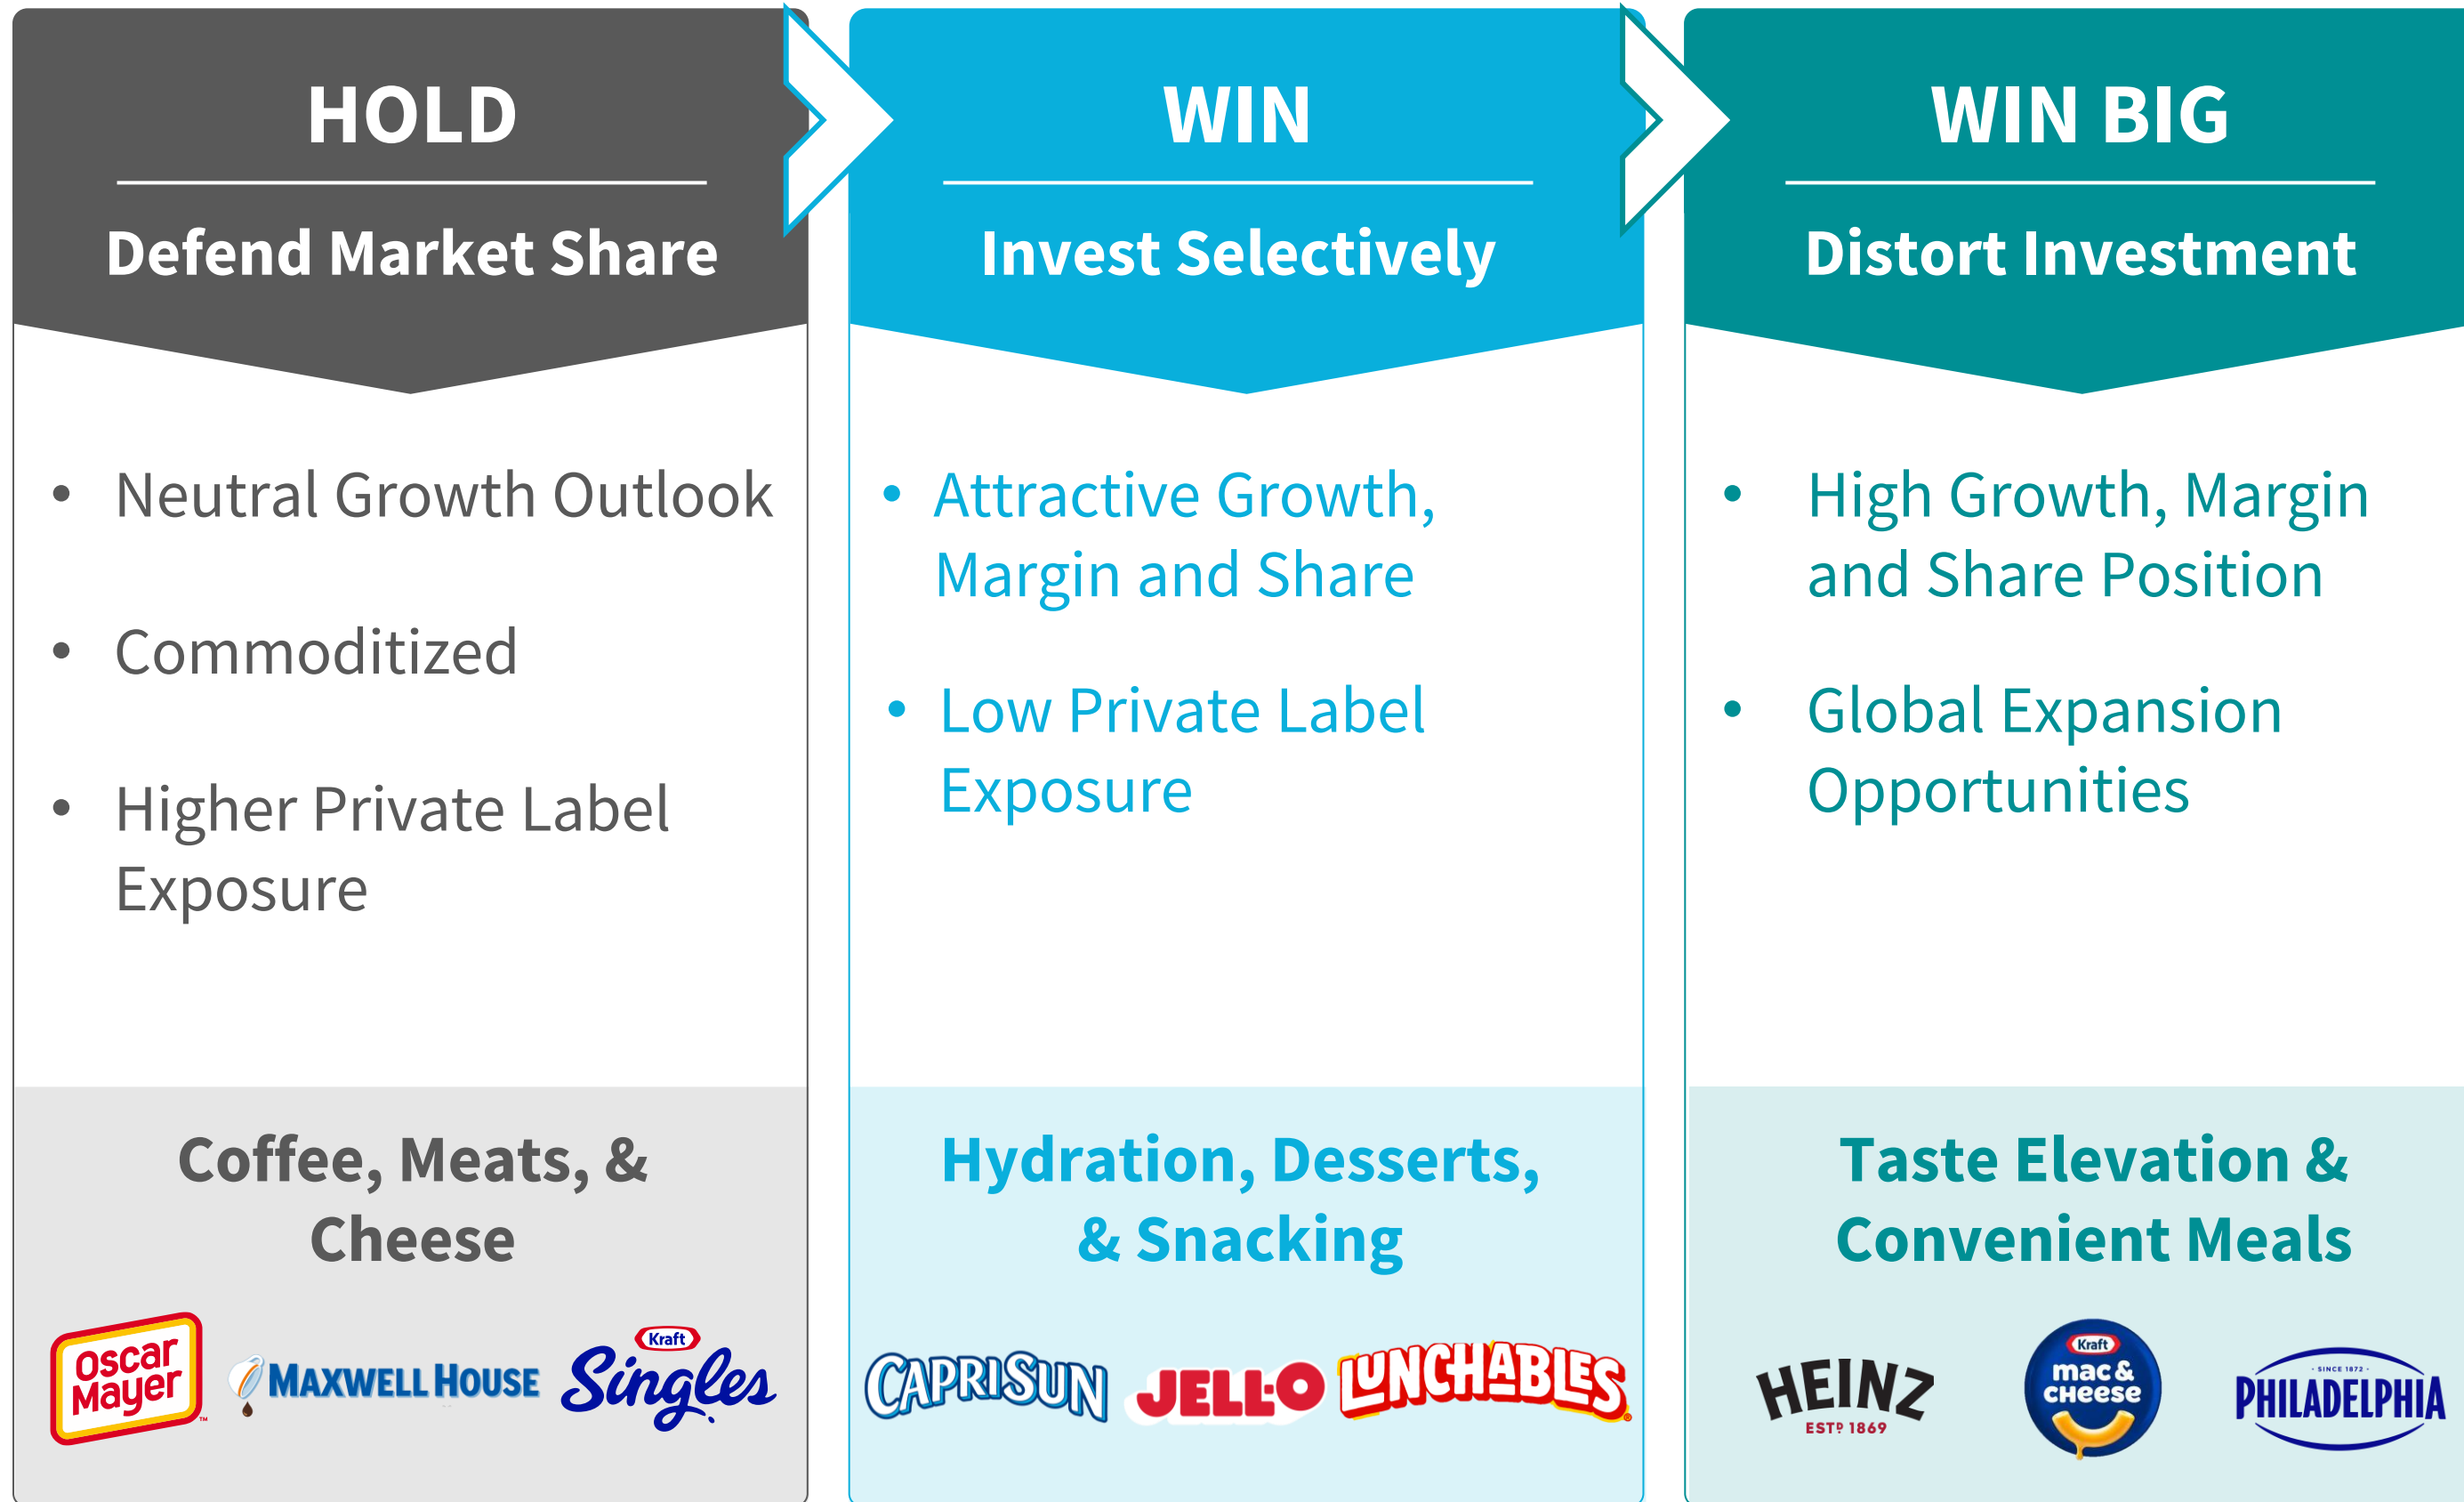 HOLD
Defend Market Share
• Neutral Growth Outlook
• Commoditized
• Higher Private Label
Exposure
Coffee, Meats, &
Cheese
Oscar
Mayer
™
MAXWELL HOUSE
Kraft
Singles
WIN
Invest Selectively
• Attractive Growth,
Margin and Share
• Low Private Label
Exposure
Hydration, Desserts,
& Snacking
CAPRISUN
JELL-O
LUNCHABLES
WIN BIG
Distort Investment
• High Growth, Margin
and Share Position
• Global Expansion
Opportunities
Taste Elevation &
Convenient Meals
HEINZ
ESTD 1869
Kraft
mac &
cheese
· SINCE 1872 ·
PHILADELPHIA